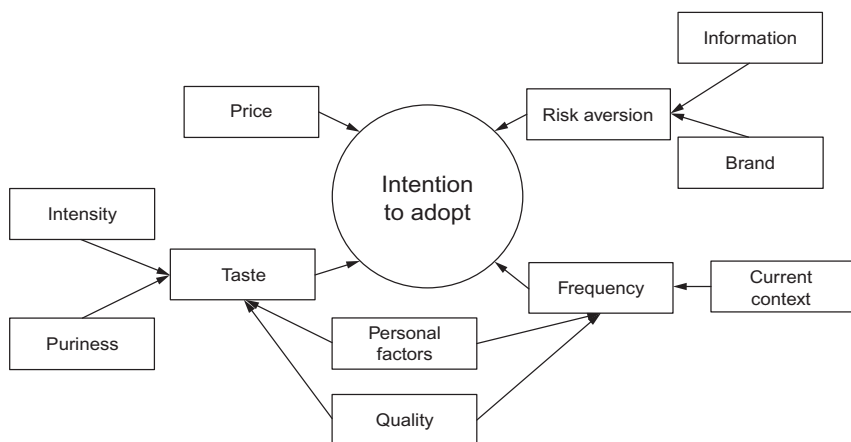 Information
Price
Risk aversion
Brand
Intention
to adopt
Intensity
Taste
Frequency
Current
context
Puriness
Personal
factors
Quality